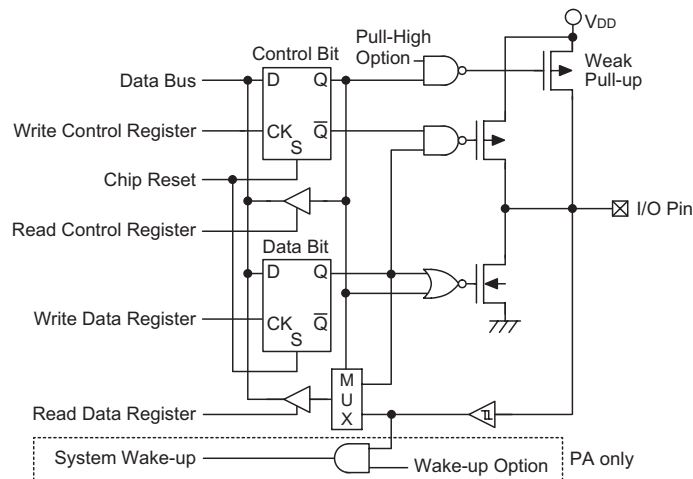 VDD
Pull-High
Option
Control Bit
Weak
Pull-up
Data Bus
D
Q
Write Control Register
CK
Q
S
Chip Reset
I/O Pin
Read Control Register
Data Bit
D
Q
Write Data Register
CK
Q
S
M
U
X
Read Data Register
System Wake-up
Wake-up Option
PA only